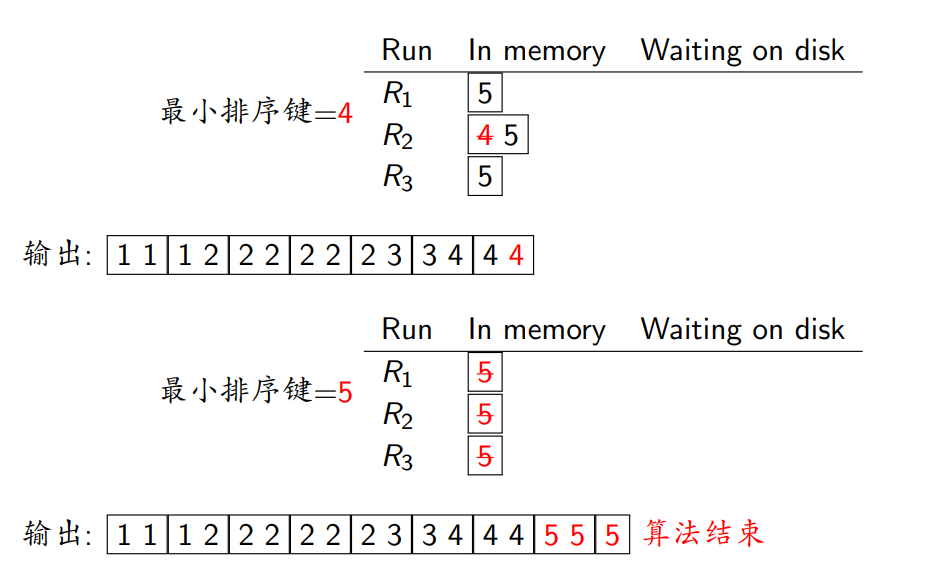 Run In memory Waiting on disk
最小排序键=4
R1 5
R2 4 5
R3 5
输出: 1 1 1 2 2 2 2 2 2 3 3 4 4 4
Run In memory Waiting on disk
最小排序键=5
R1 5
R2 5
R3 5
输出: 1 1 1 2 2 2 2 2 2 3 3 4 4 4 5 5 5 算法结束